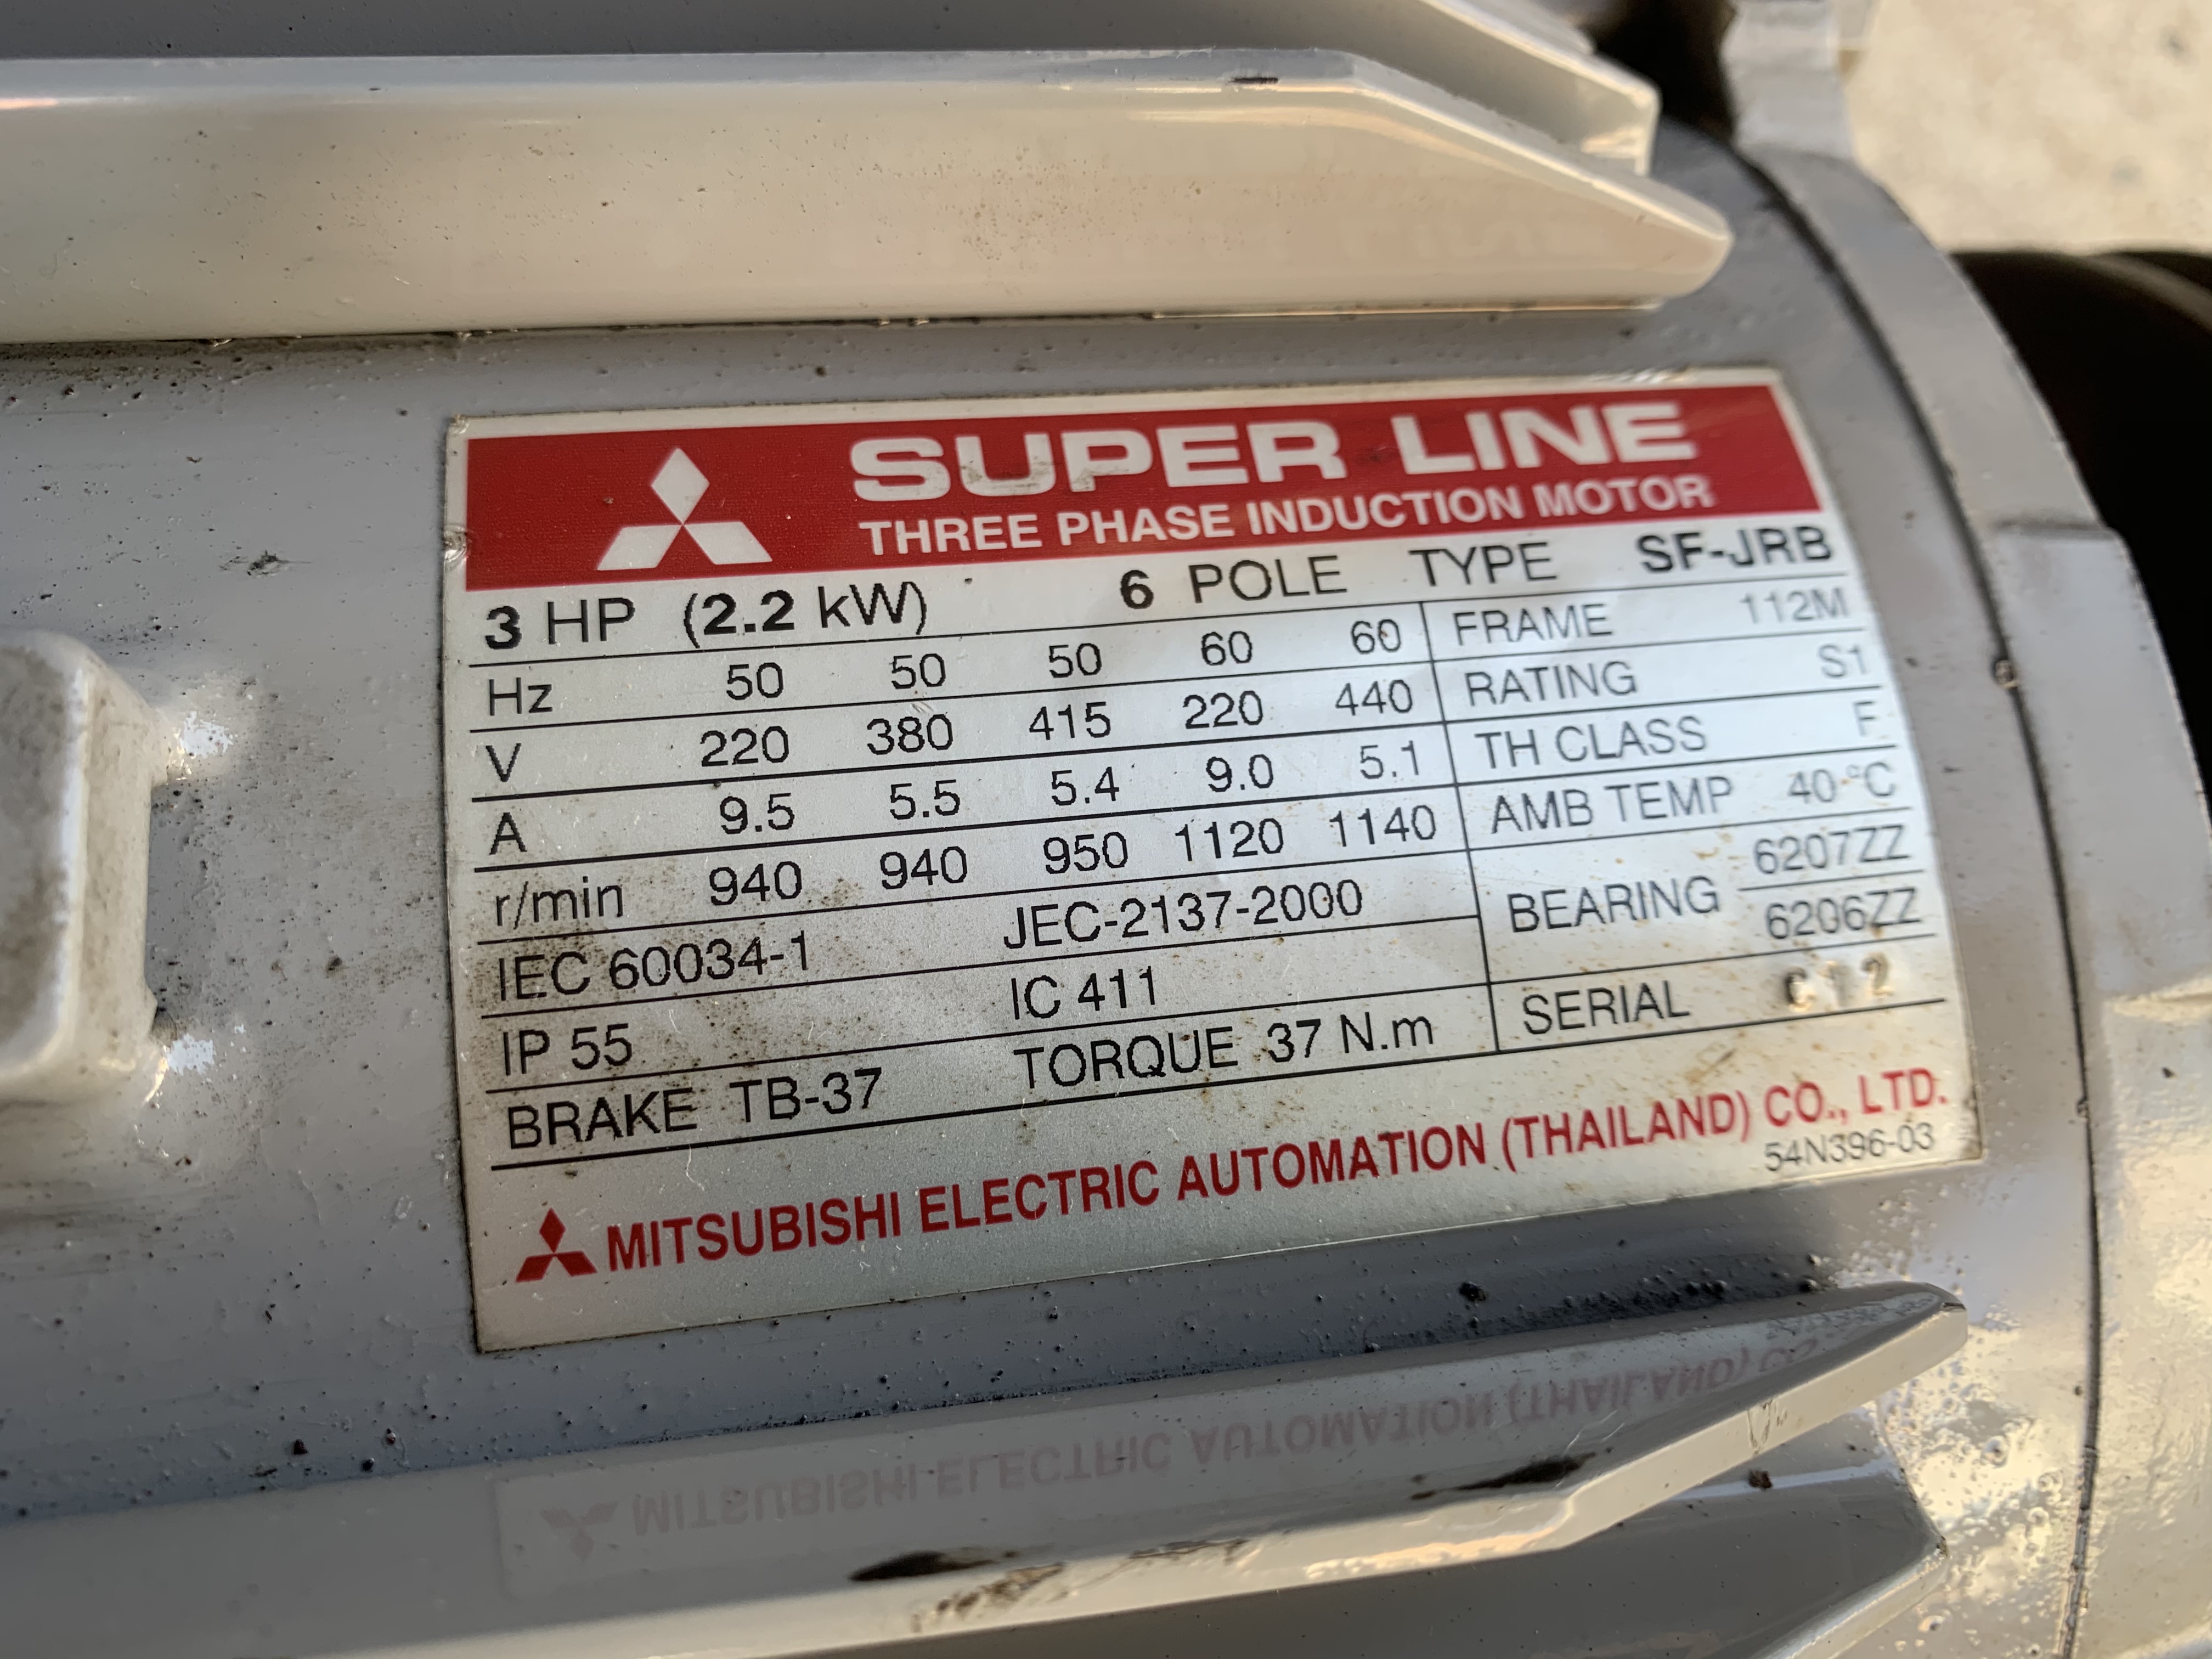 SUPER LINE
THREE PHASE INDUCTION MOTOR
3 HP (2.2 kW) 6 POLE TYPE SF-JRB
Hz 50 50 50 60 60 FRAME 112M
V 220 380 415 220 440 RATING S1
A 9.5 5.5 5.4 9.0 5.1 TH CLASS F
r/min 940 940 950 1120 1140 AMB TEMP 40 °C
IEC 60034-1 JEC-2137-2000 BEARING 6207ZZ
6206ZZ
IP 55 IC 411
BRAKE TB-37 TORQUE 37 N.m SERIAL C12
MITSUBISHI ELECTRIC AUTOMATION (THAILAND) CO., LTD.
54N396-03